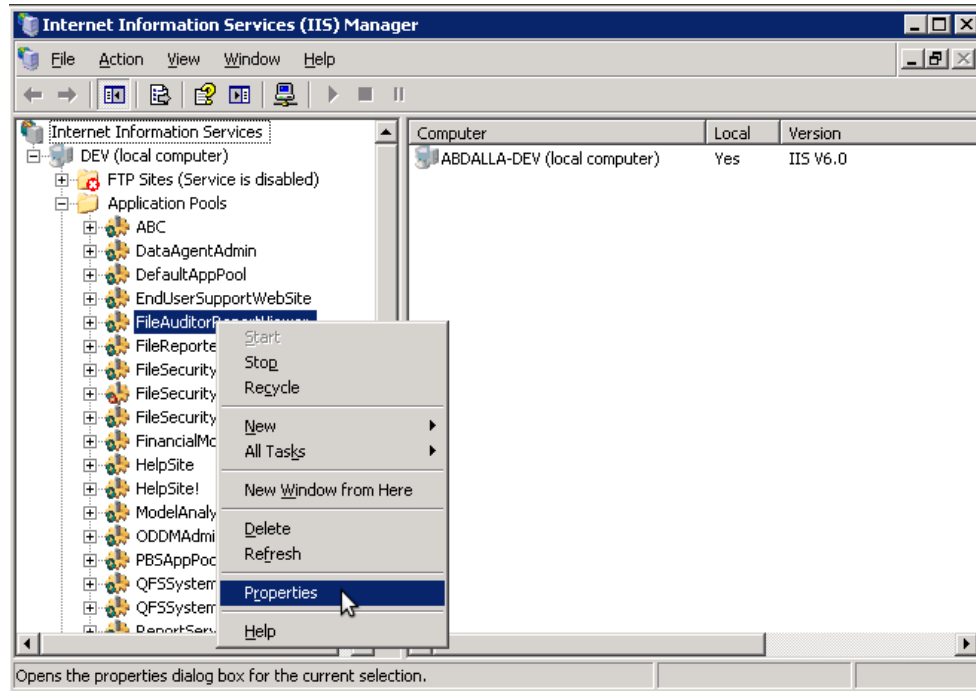 Internet Information Services (IIS) Manager
File Action View Window Help
Internet Information Services
DEV (local computer)
FTP Sites (Service is disabled)
Application Pools
ABC
DataAgentAdmin
DefaultAppPool
EndUserSupportWebSite
FileAuditorReportViewer
FileReporte
FileSecurity
FileSecurity
FileSecurity
FinancialMo
HelpSite
HelpSite!
ModelAnaly
ODDMAdmi
PBSAppPoo
QFSSystem
QFSSystem
ReportServ
Start
Stop
Recycle
New
All Tasks
New Window from Here
Delete
Refresh
Properties
Help
Computer Local Version
ABDALLA-DEV (local computer) Yes IIS V6.0
Opens the properties dialog box for the current selection.